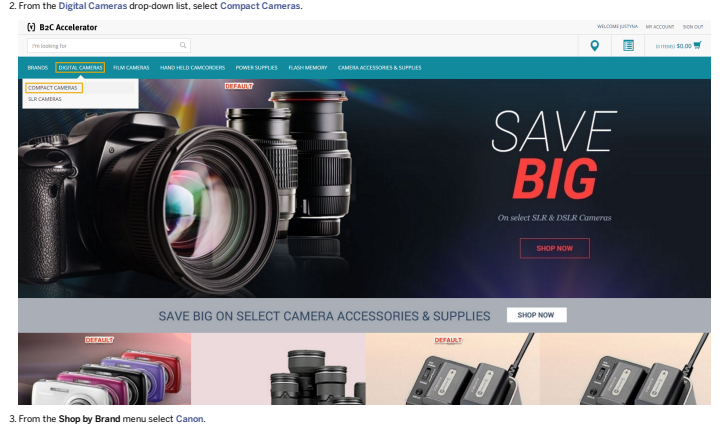 2. From the Digital Cameras drop-down list, select Compact Cameras.
{y} B2C Accelerator
WELCOME JUSTYNA MY ACCOUNT SIGN OUT
I'm looking for
(0 ITEMS) $0.00
BRANDS DIGITAL CAMERAS FILM CAMERAS HAND HELD CAMCORDERS POWER SUPPLIES FLASH MEMORY CAMERA ACCESSORIES & SUPPLIES
COMPACT CAMERAS
DEFAULT
SLR CAMERAS
SAVE
BIG
On select SLR & DSLR Cameras
SHOP NOW
SAVE BIG ON SELECT CAMERA ACCESSORIES & SUPPLIES SHOP NOW
DEFAULT DEFAULT
3. From the Shop by Brand menu select Canon.